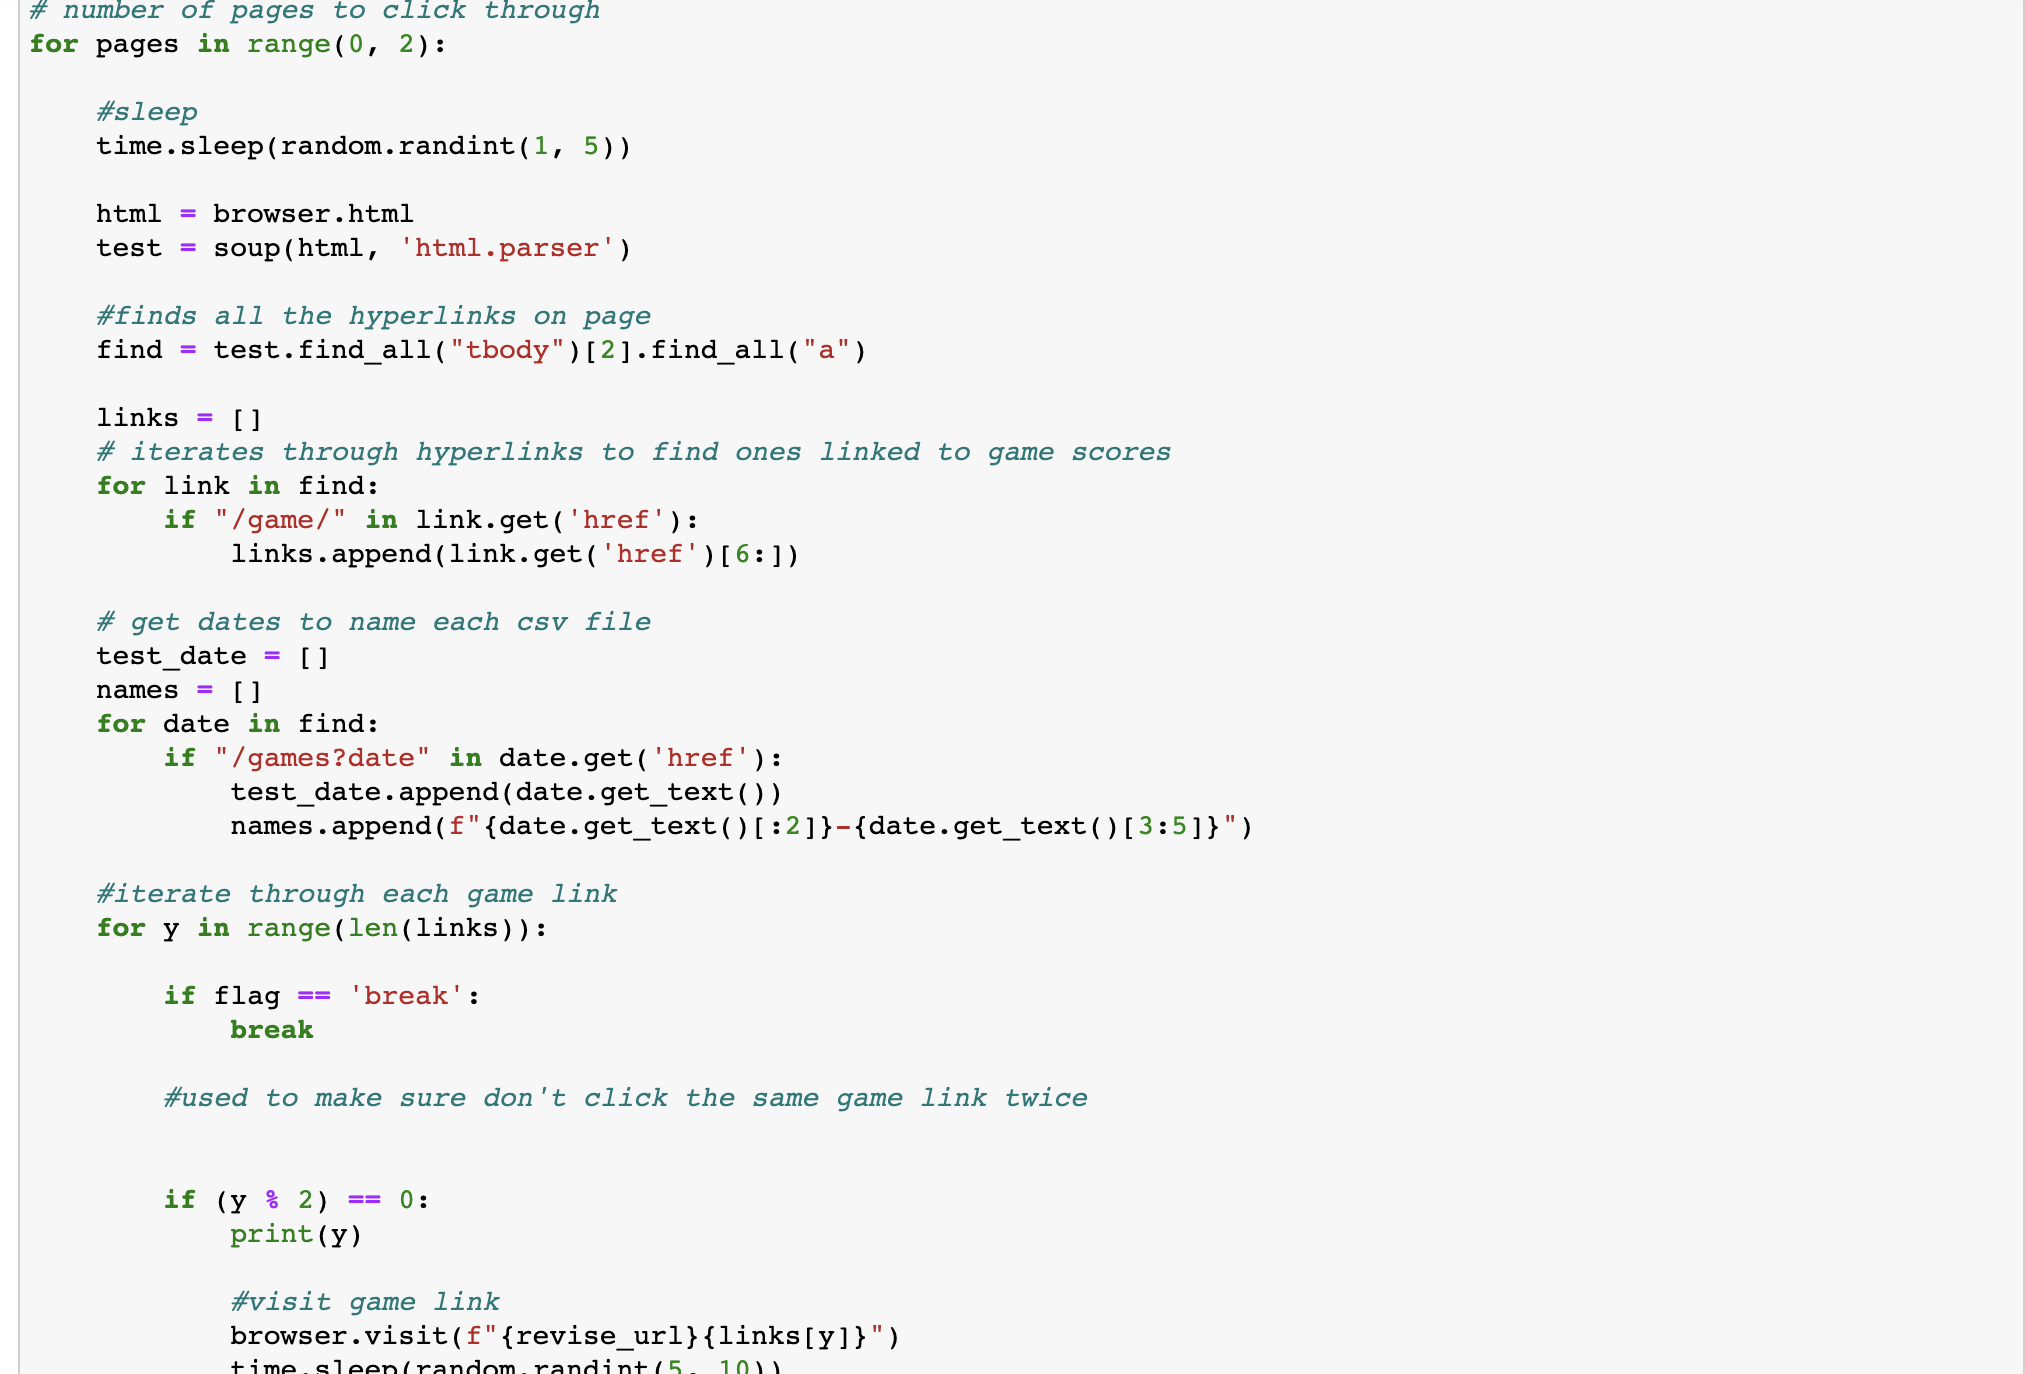 # number of pages to click through
for pages in range(0, 2):
#sleep
time.sleep(random.randint(1, 5))
html = browser.html
test = soup(html, 'html.parser')
#finds all the hyperlinks on page
find = test.find_all("tbody")[2].find_all("a")
links = []
# iterates through hyperlinks to find ones linked to game scores
for link in find:
if "/game/" in link.get('href'):
links.append(link.get('href')[6:])
# get dates to name each csv file
test_date = []
names = []
for date in find:
if "/games?date" in date.get('href'):
test_date.append(date.get_text())
names.append(f"{date.get_text()[:2]}-{date.get_text()[3:5]}")
#iterate through each game link
for y in range(len(links)):
if flag == 'break':
break
#used to make sure don't click the same game link twice
if (y % 2) == 0:
print(y)
#visit game link
browser.visit(f"{revise_url}{links[y]}")
time.sleep(random.randint(5, 10))